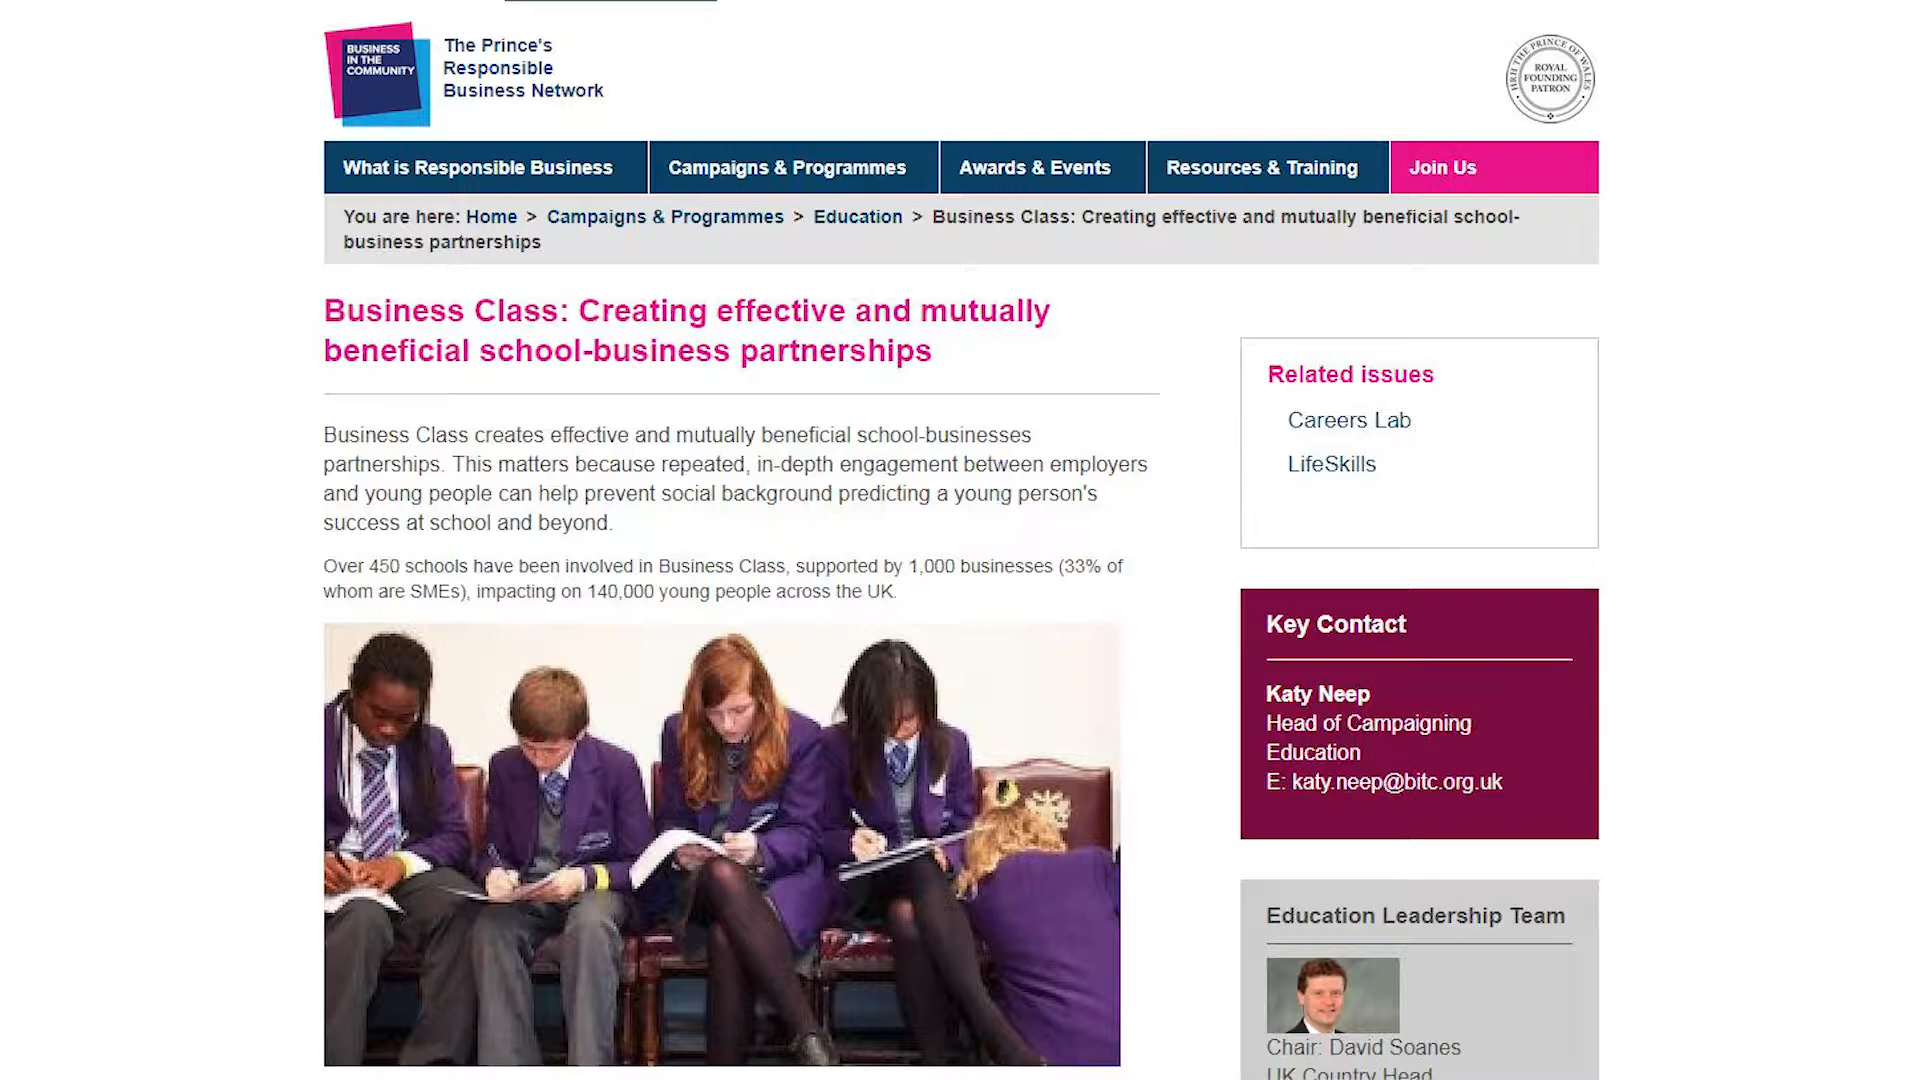 BUSINESS
IN THE
COMMUNITY
The Prince's
Responsible
Business Network
HRH THE PRINCE OF WALES
ROYAL
FOUNDING
PATRON
What is Responsible Business
Campaigns & Programmes
Awards & Events
Resources & Training
Join Us
You are here: Home > Campaigns & Programmes > Education > Business Class: Creating effective and mutually beneficial school-
business partnerships
Business Class: Creating effective and mutually
beneficial school-business partnerships
Business Class creates effective and mutually beneficial school-businesses
partnerships. This matters because repeated, in-depth engagement between employers
and young people can help prevent social background predicting a young person's
success at school and beyond.
Over 450 schools have been involved in Business Class, supported by 1,000 businesses (33% of
whom are SMEs), impacting on 140,000 young people across the UK.
Related issues
Careers Lab
LifeSkills
Key Contact
Katy Neep
Head of Campaigning
Education
E: katy.neep@bitc.org.uk
Education Leadership Team
Chair: David Soanes
UK Country Head